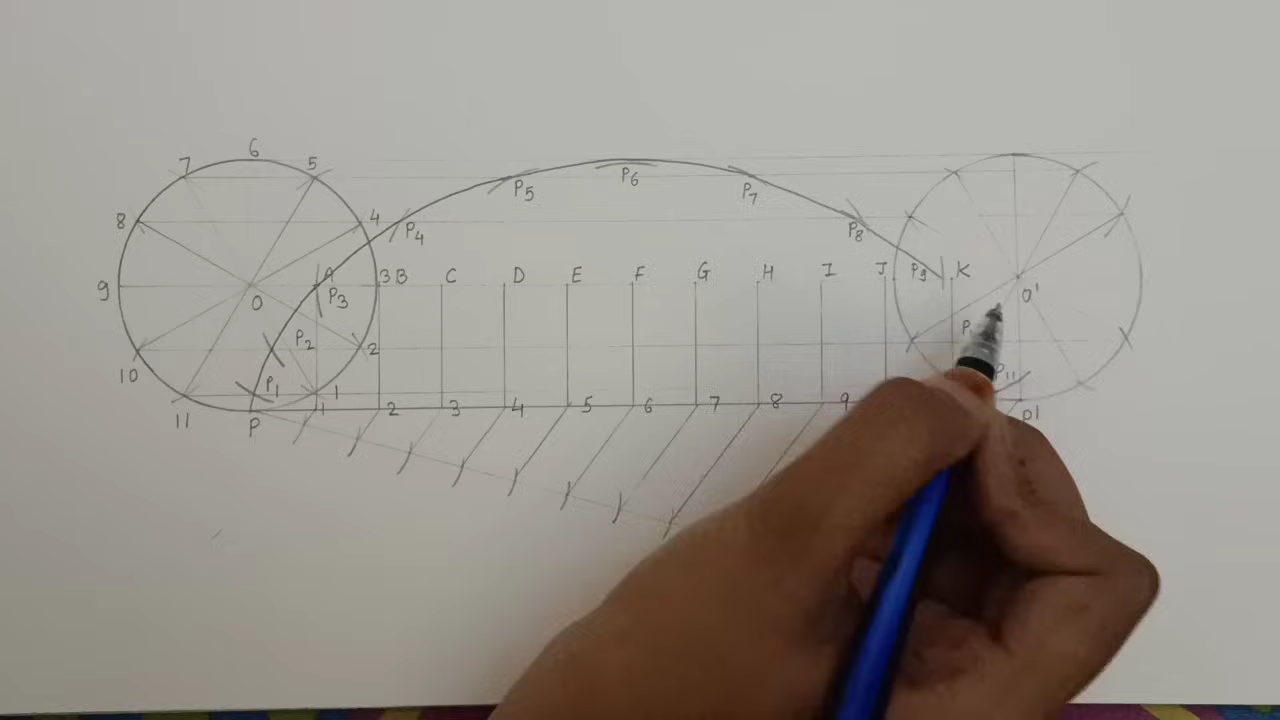 6
7 5
8 4
P4 P5 P6 P7 P8
9 A 3 B C D E F G H I J P9 K
O P3 O'
P2 2
10 P1 1 P11
11 P 1 2 3 4 5 6 7 8 9 P'